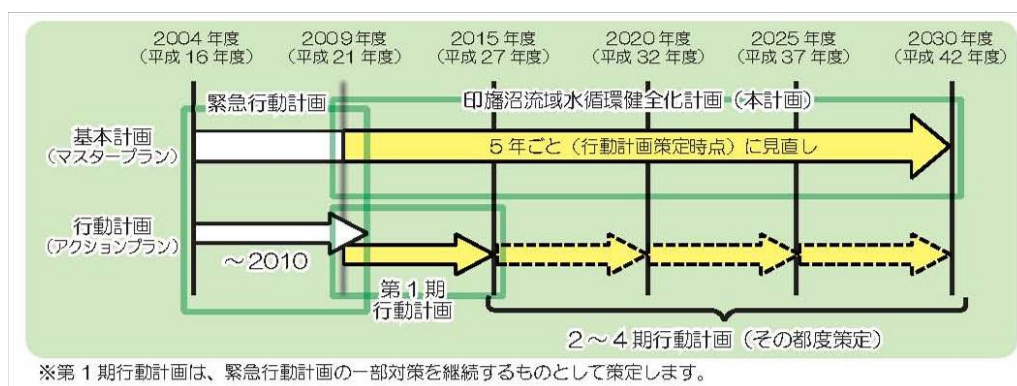 2004年度 2009年度 2015年度 2020年度 2025年度 2030年度
(平成16年度) (平成21年度) (平成27年度) (平成32年度) (平成37年度) (平成42年度)
緊急行動計画
印旛沼流域水循環健全化計画(本計画)
基本計画
(マスタープラン)
5年ごと(行動計画策定時点)に見直し
行動計画
(アクションプラン)
~2010
第1期
行動計画
2~4期行動計画(その都度策定)
※第1期行動計画は、緊急行動計画の一部対策を継続するものとして策定します。